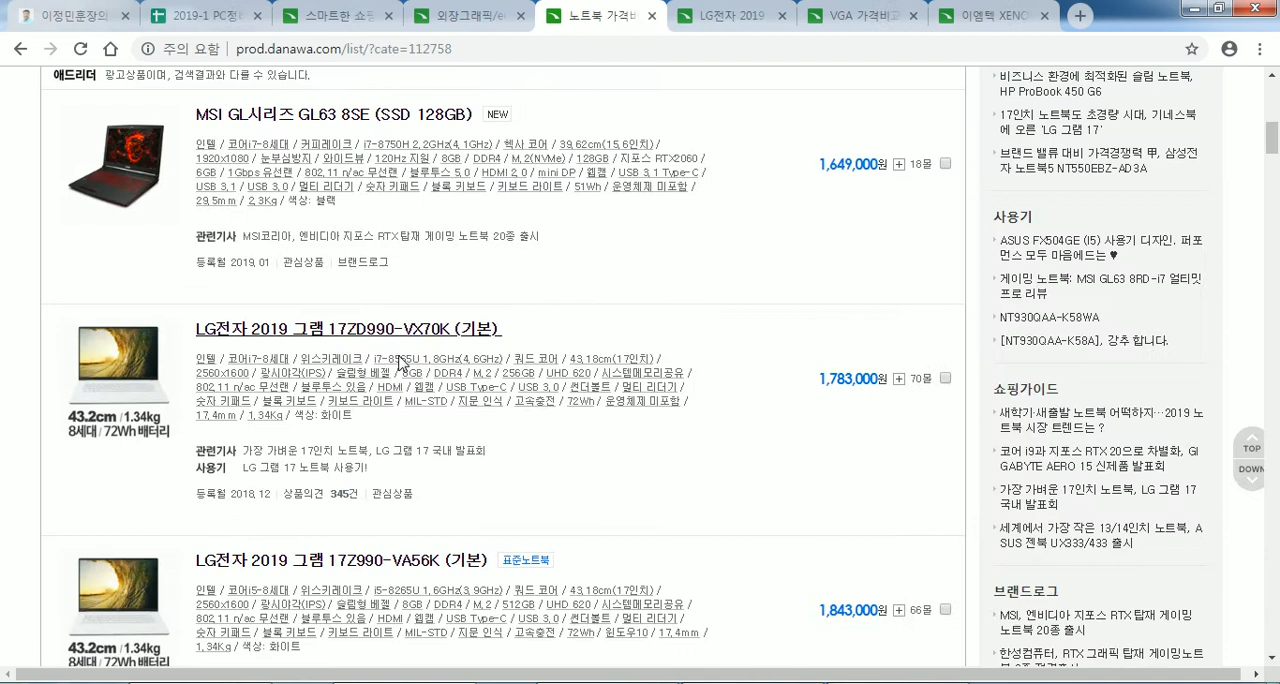 이정민훈장의
2019-1 PC정
스마트한 쇼핑
외장그래픽/e
노트북 가격비
LG전자 2019
VGA 가격비교
이엠텍 XENO
주의 요함
prod.danawa.com/list/?cate=112758
애드리더 광고상품이며, 검색결과와 다를 수 있습니다.
MSI GL시리즈 GL63 8SE (SSD 128GB) NEW
인텔 / 코어i7-8세대 / 커피레이크 / i7-8750H 2.2GHz(4.1GHz) / 헥사 코어 / 39.62cm(15.6인치) /
1920x1080 / 눈부심방지 / 와이드뷰 / 120Hz 지원 / 8GB / DDR4 / M.2(NVMe) / 128GB / 지포스 RTX2060 /
6GB / 1Gbps 유선랜 / 802.11 n/ac 무선랜 / 블루투스 5.0 / HDMI 2.0 / mini DP / 웹캠 / USB 3.1 Type-C /
USB 3.1 / USB 3.0 / 멀티 리더기 / 숫자 키패드 / 블록 키보드 / 키보드 라이트 / 51Wh / 운영체제 미포함 /
29.5mm / 2.3Kg / 색상: 블랙
1,649,000원 18몰
관련기사 MSI코리아, 엔비디아 지포스 RTX 탑재 게이밍 노트북 20종 출시
등록월 2019.01 | 관심상품 | 브랜드로그
LG전자 2019 그램 17ZD990-VX70K (기본)
인텔 / 코어i7-8세대 / 위스키레이크 / i7-8565U 1.8GHz(4.6GHz) / 쿼드 코어 / 43.18cm(17인치) /
2560x1600 / 광시야각(IPS) / 슬림형 베젤 / 8GB / DDR4 / M.2 / 256GB / UHD 620 / 시스템메모리공유 /
802.11 n/ac 무선랜 / 블루투스 있음 / HDMI / 웹캠 / USB Type-C / USB 3.0 / 썬더볼트 / 멀티 리더기 /
숫자 키패드 / 블록 키보드 / 키보드 라이트 / MIL-STD / 지문 인식 / 고속충전 / 72Wh / 운영체제 미포함 /
17.4mm / 1.34Kg / 색상: 화이트
1,783,000원 70몰
43.2cm / 1.34kg
8세대 / 72Wh 배터리
관련기사 가장 가벼운 17인치 노트북, LG 그램 17 국내 발표회
사용기 LG 그램 17 노트북 사용기!
등록월 2018.12 | 상품의견 345건 | 관심상품
LG전자 2019 그램 17Z990-VA56K (기본) 표준노트북
인텔 / 코어i5-8세대 / 위스키레이크 / i5-8265U 1.6GHz(3.9GHz) / 쿼드 코어 / 43.18cm(17인치) /
2560x1600 / 광시야각(IPS) / 슬림형 베젤 / 8GB / DDR4 / M.2 / 512GB / UHD 620 / 시스템메모리공유 /
802.11 n/ac 무선랜 / 블루투스 있음 / HDMI / 웹캠 / USB Type-C / USB 3.0 / 썬더볼트 / 멀티 리더기 /
숫자 키패드 / 블록 키보드 / 키보드 라이트 / MIL-STD / 지문 인식 / 고속충전 / 72Wh / 윈도우10 / 17.4mm /
1.34Kg / 색상: 화이트
1,843,000원 66몰
43.2cm / 1.34kg
8세대 / 72Wh 배터리
비즈니스 환경에 최적화된 슬림 노트북,
HP ProBook 450 G6
17인치 노트북도 초경량 시대, 기네스북
에 오른 'LG 그램 17'
브랜드 밸류 대비 가격경쟁력 甲, 삼성전
자 노트북5 NT550EBZ-AD3A
사용기
ASUS FX504GE (I5) 사용기 디자인, 퍼포
먼스 모두 마음에드는 ♥
게이밍 노트북: MSI GL63 8RD-i7 얼티밋
프로 리뷰
NT930QAA-K58WA
[NT930QAA-K58A], 강추 합니다.
쇼핑가이드
새학기·새출발 노트북 어떡하지…2019 노
트북 시장 트렌드는?
코어 i9과 지포스 RTX 20으로 차별화, GI
GABYTE AERO 15 신제품 발표회
가장 가벼운 17인치 노트북, LG 그램 17
국내 발표회
세계에서 가장 작은 13/14인치 노트북, A
SUS 젠북 UX333/433 출시
브랜드로그
MSI, 엔비디아 지포스 RTX 탑재 게이밍
노트북 20종 출시
한성컴퓨터, RTX 그래픽 탑재 게이밍노트
TOP
DOWN